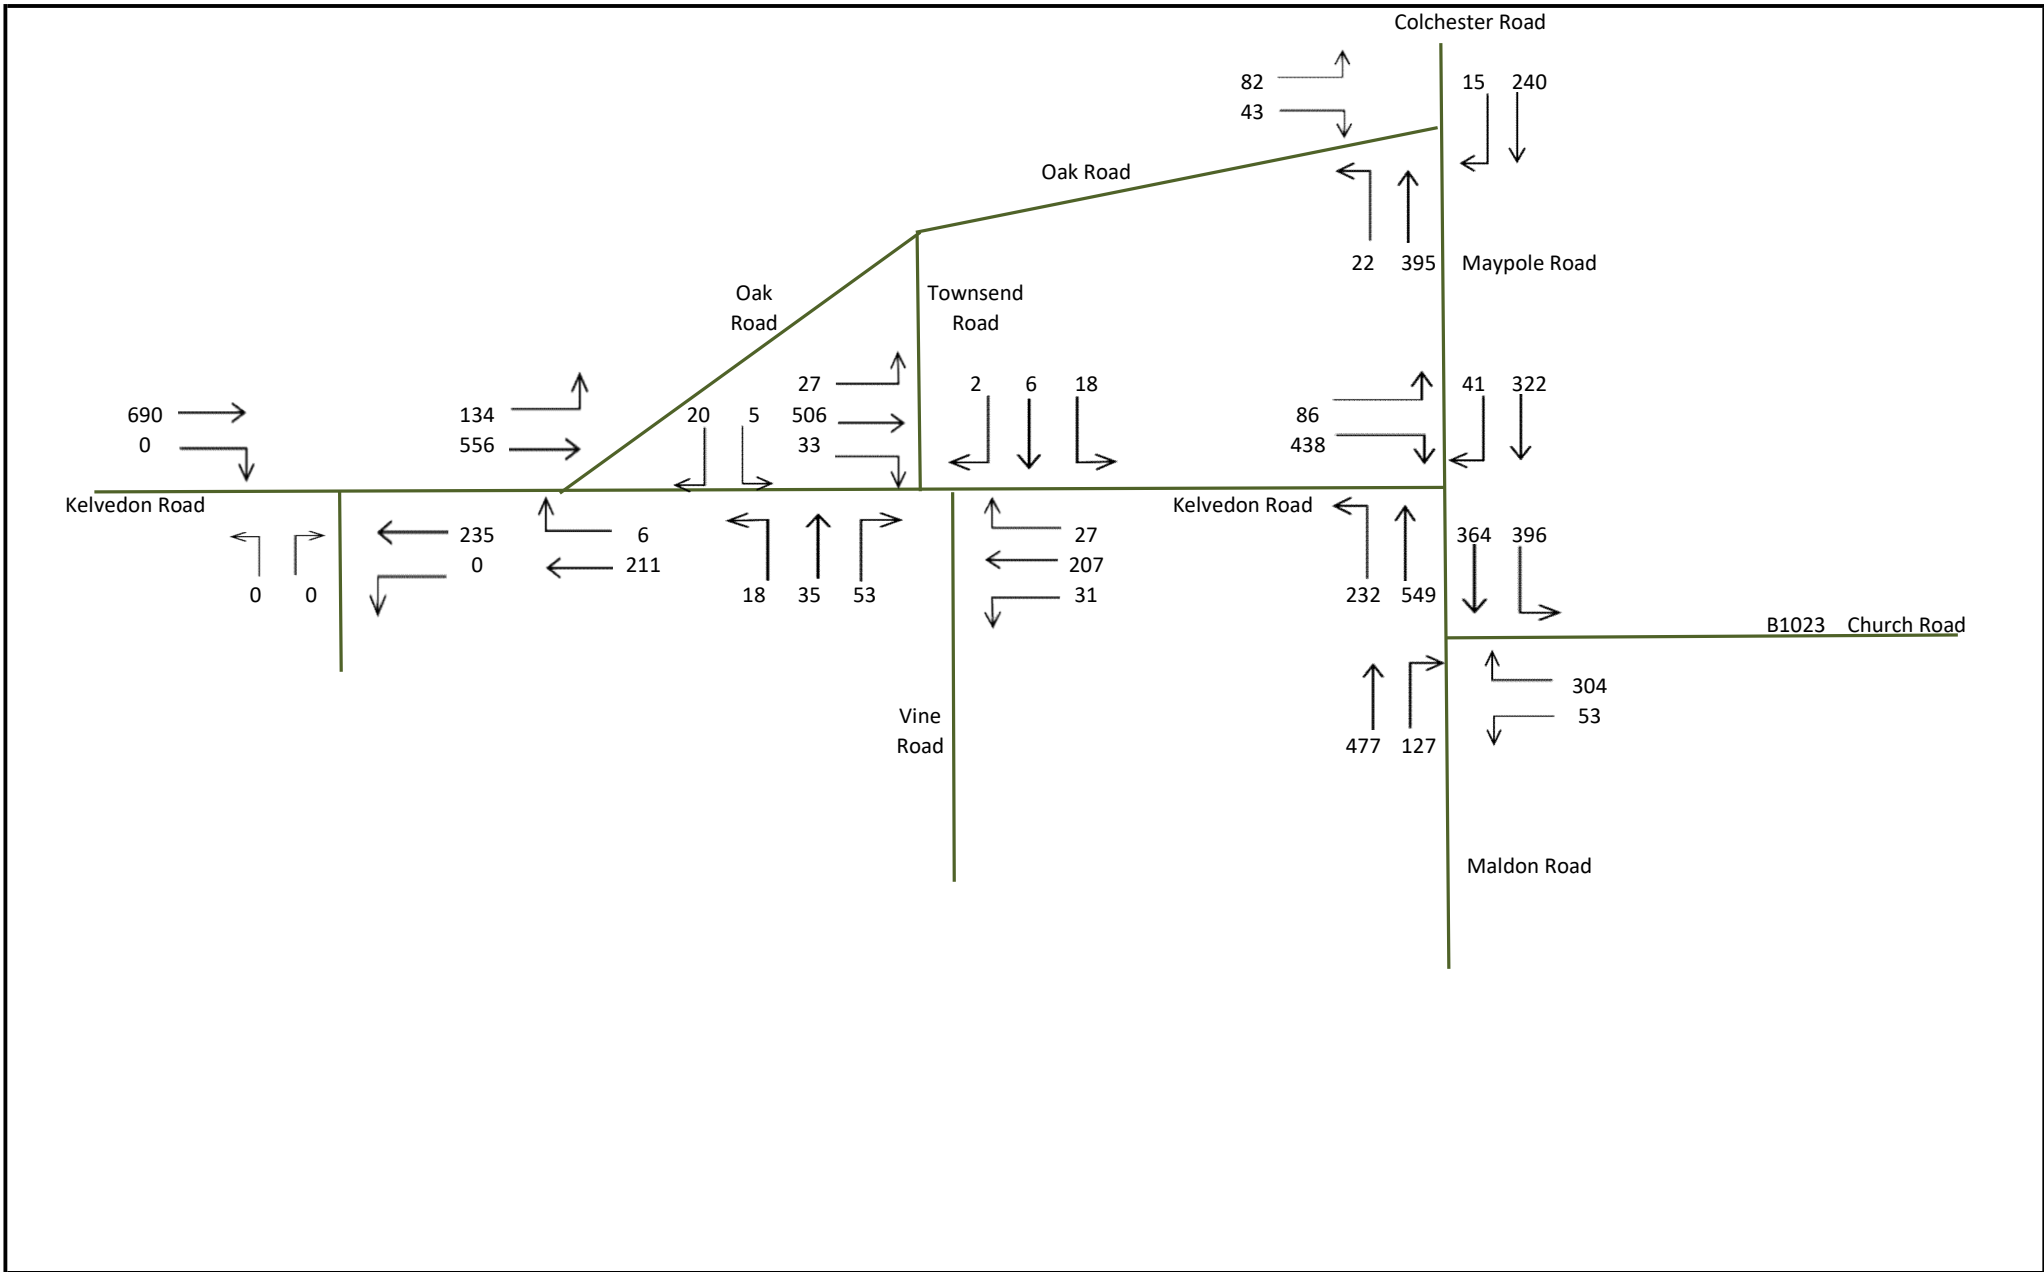 Colchester Road
82
15 240
43
Oak Road
22 395 Maypole Road
Oak
Road
Townsend
Road
27
2 6 18
41 322
690
134
20 5 506
86
0
556
33
438
Kelvedon Road
Kelvedon Road
235
6
27
364 396
0
211
207
0 0
18 35 53
31
232 549
B1023 Church Road
304
Vine
Road
53
477 127
Maldon Road